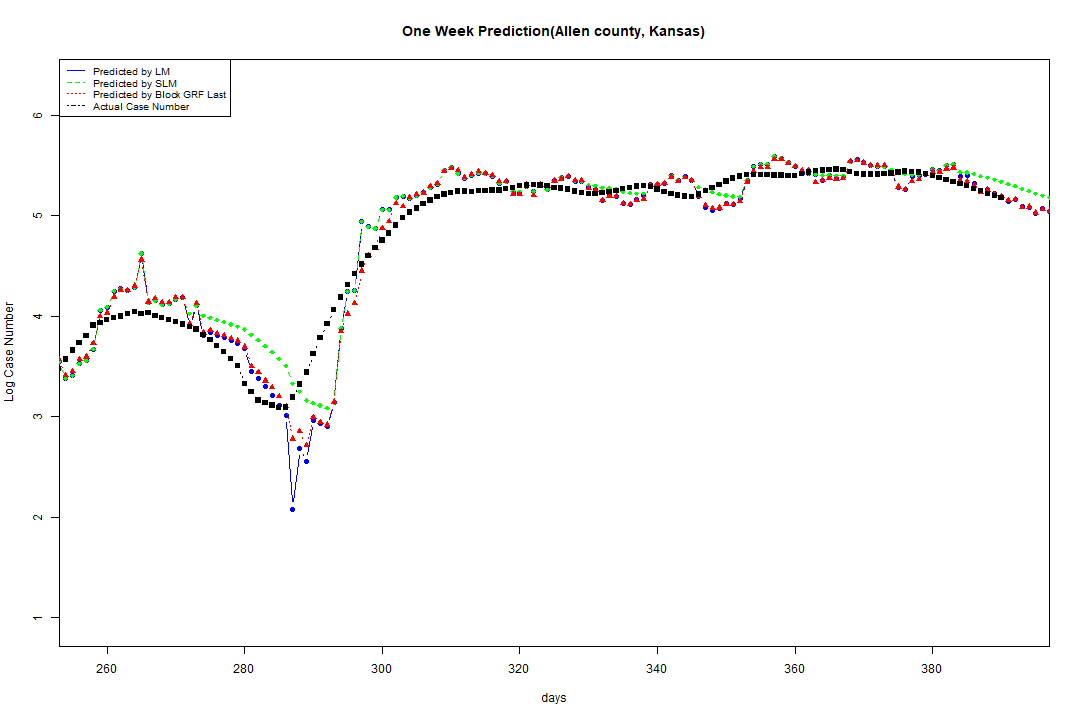 One Week Prediction(Allen county, Kansas)
Predicted by LM
Predicted by SLM
Predicted by Block GRF Last
Actual Case Number
Log Case Number
6
5
4
3
2
1
260 280 300 320 340 360 380
days